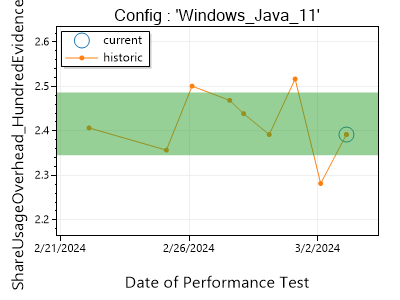 Config : 'Windows_Java_11'
ShareUsageOverhead_HundredEvidence
current
historic
2.6
2.5
2.4
2.3
2.2
2/21/2024 2/26/2024 3/2/2024
Date of Performance Test